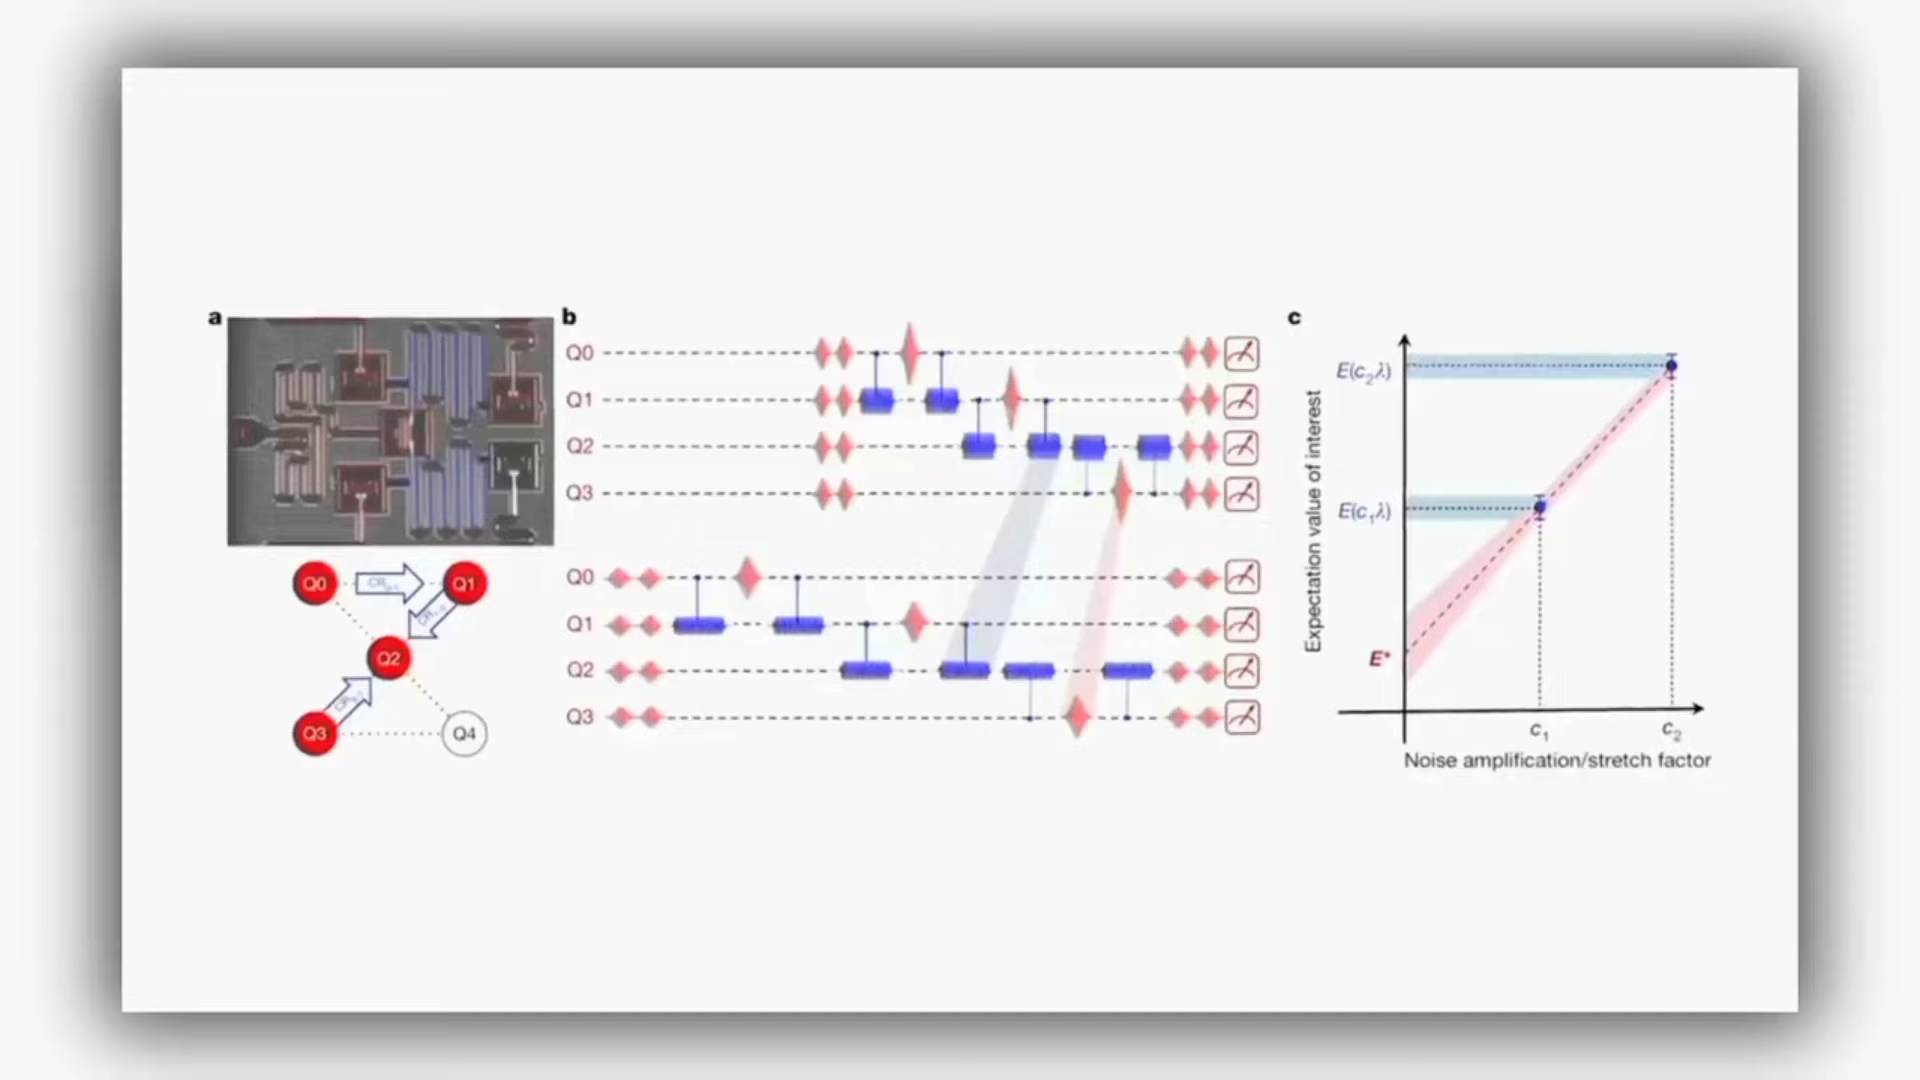 a
Q0
Q1
Q2
Q3
Q4
b
Q0
Q1
Q2
Q3
Q0
Q1
Q2
Q3
c
Expectation value of interest
E(c₂λ)
E(c₁λ)
E*
c₁
c₂
Noise amplification/stretch factor